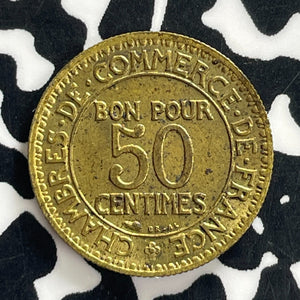 CHAMBRES·DE·COMMERCE·DE·FRANCE
BON POUR
50
CENTIMES